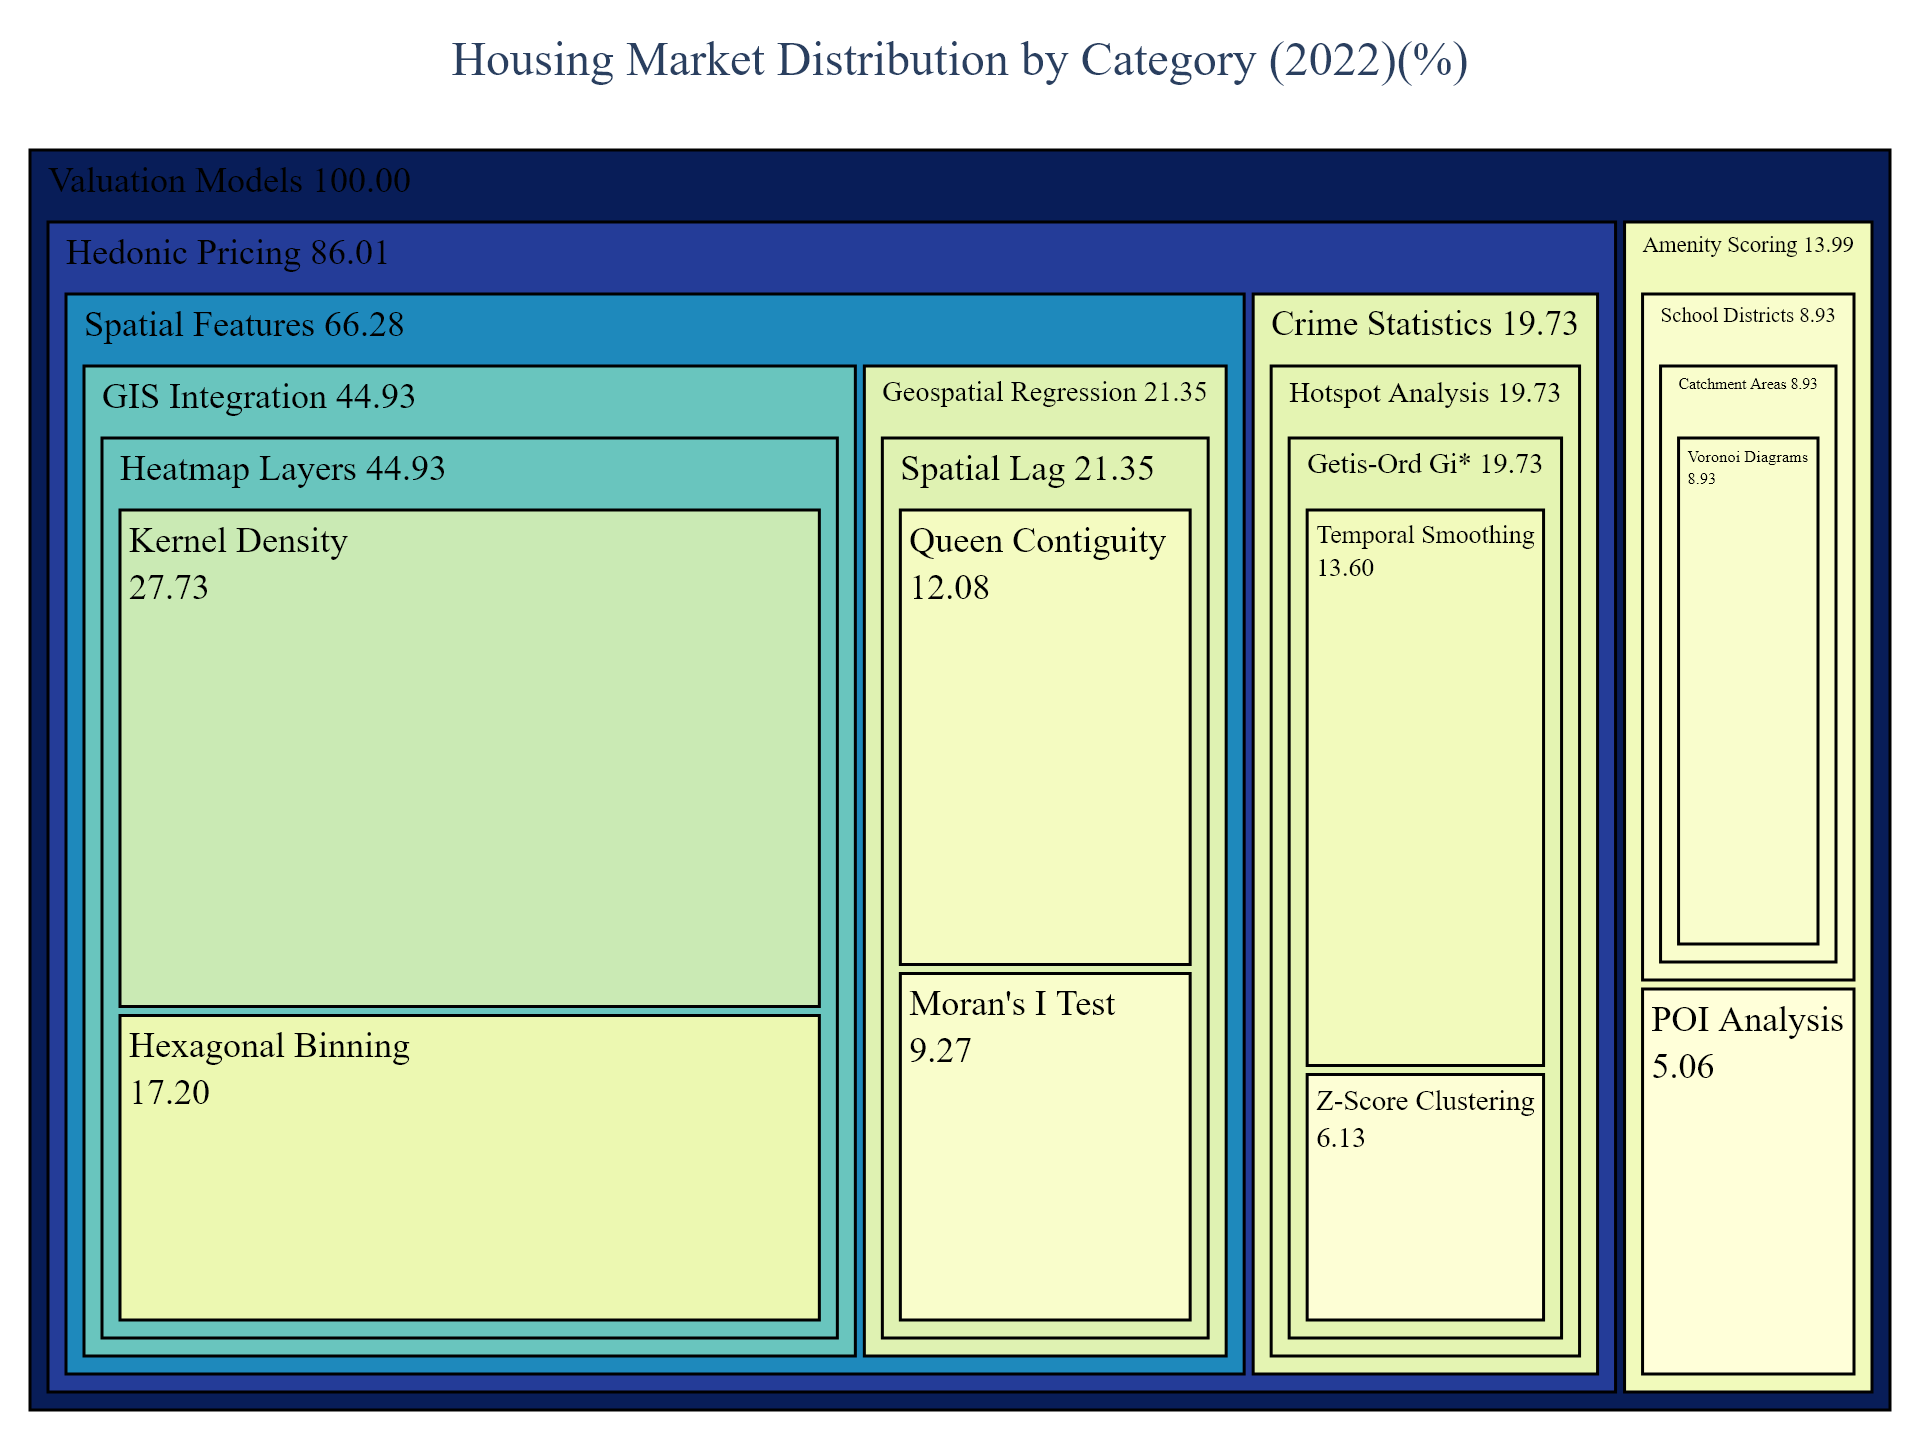 Housing Market Distribution by Category (2022)(%)
Valuation Models 100.00
Hedonic Pricing 86.01
Spatial Features 66.28
GIS Integration 44.93
Heatmap Layers 44.93
Kernel Density
27.73
Hexagonal Binning
17.20
Geospatial Regression 21.35
Spatial Lag 21.35
Queen Contiguity
12.08
Moran's I Test
9.27
Crime Statistics 19.73
Hotspot Analysis 19.73
Getis-Ord Gi* 19.73
Temporal Smoothing
13.60
Z-Score Clustering
6.13
Amenity Scoring 13.99
School Districts 8.93
Catchment Areas 8.93
Voronoi Diagrams
8.93
POI Analysis
5.06